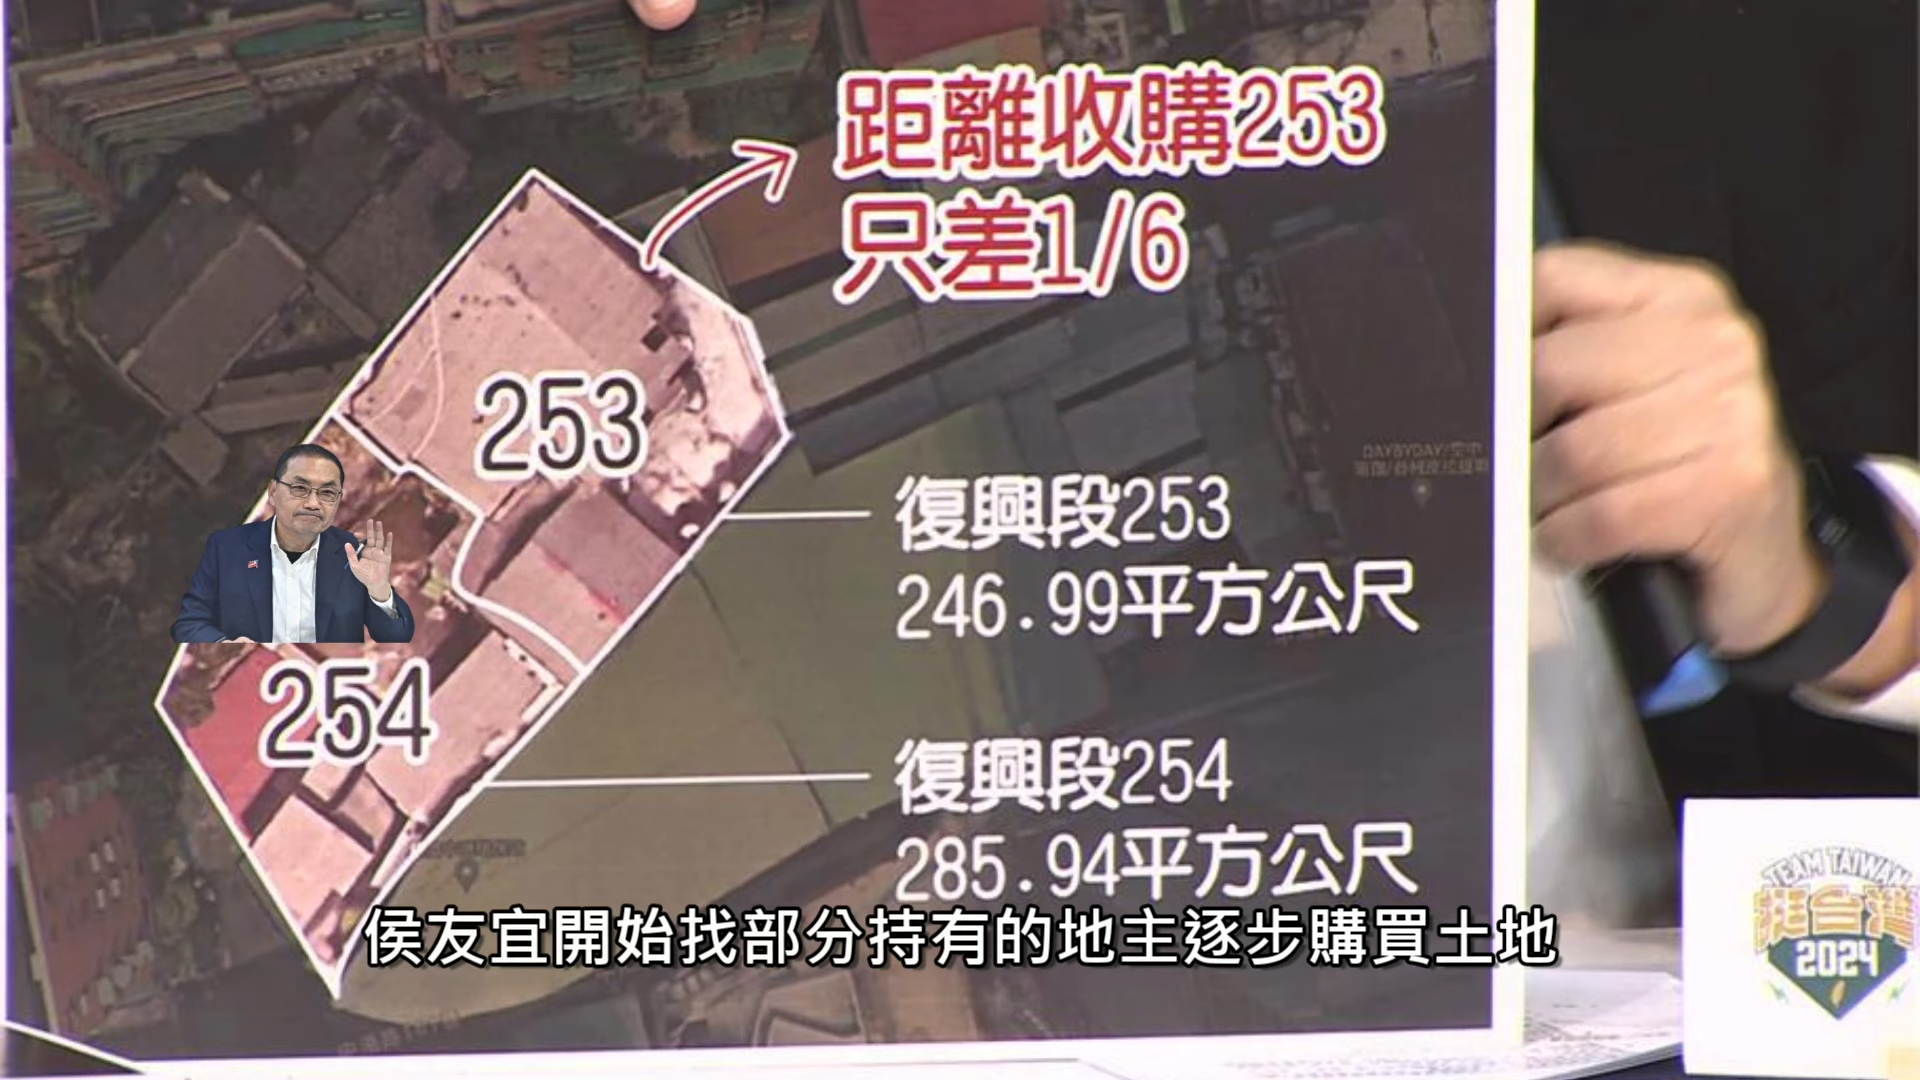 距離收購253
只差1/6
253
復興段253
246.99平方公尺
254
復興段254
285.94平方公尺
侯友宜開始找部分持有的地主逐步購買土地
TEAM TAIWAN
挺台灣
2024